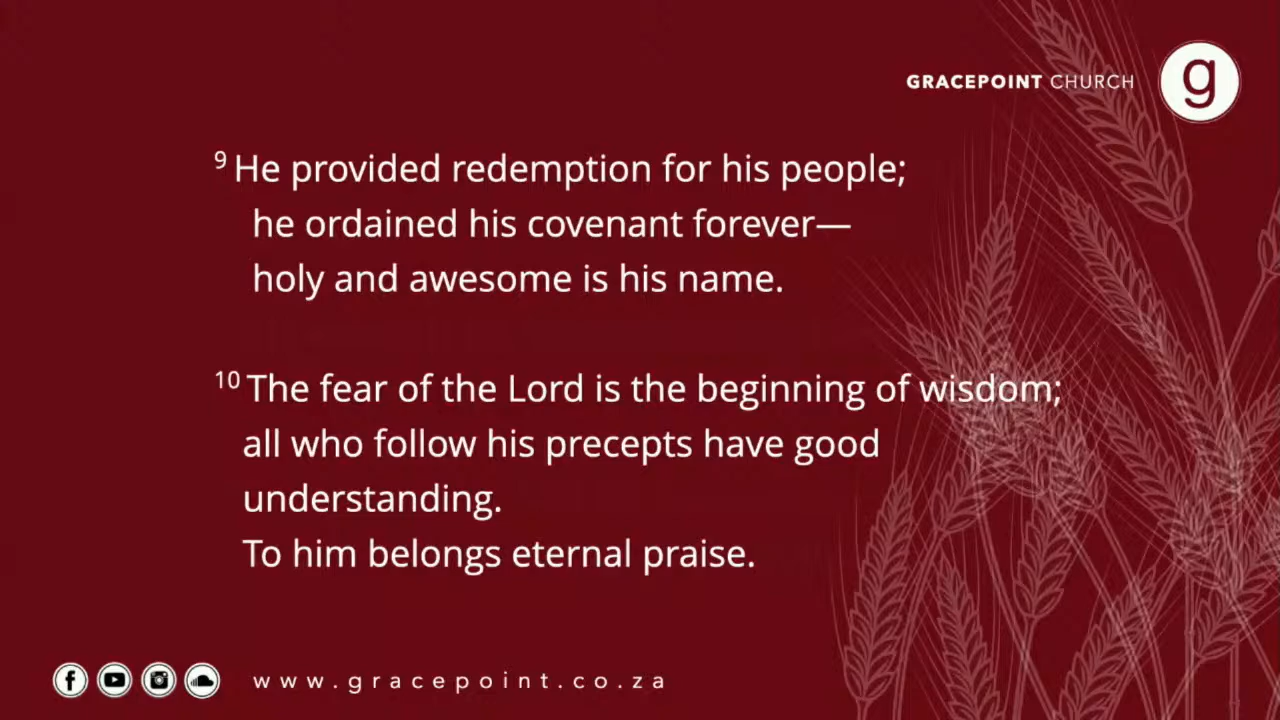 GRACEPOINT CHURCH
g
9 He provided redemption for his people;
he ordained his covenant forever—
holy and awesome is his name.
10 The fear of the Lord is the beginning of wisdom;
all who follow his precepts have good
understanding.
To him belongs eternal praise.
www.gracepoint.co.za